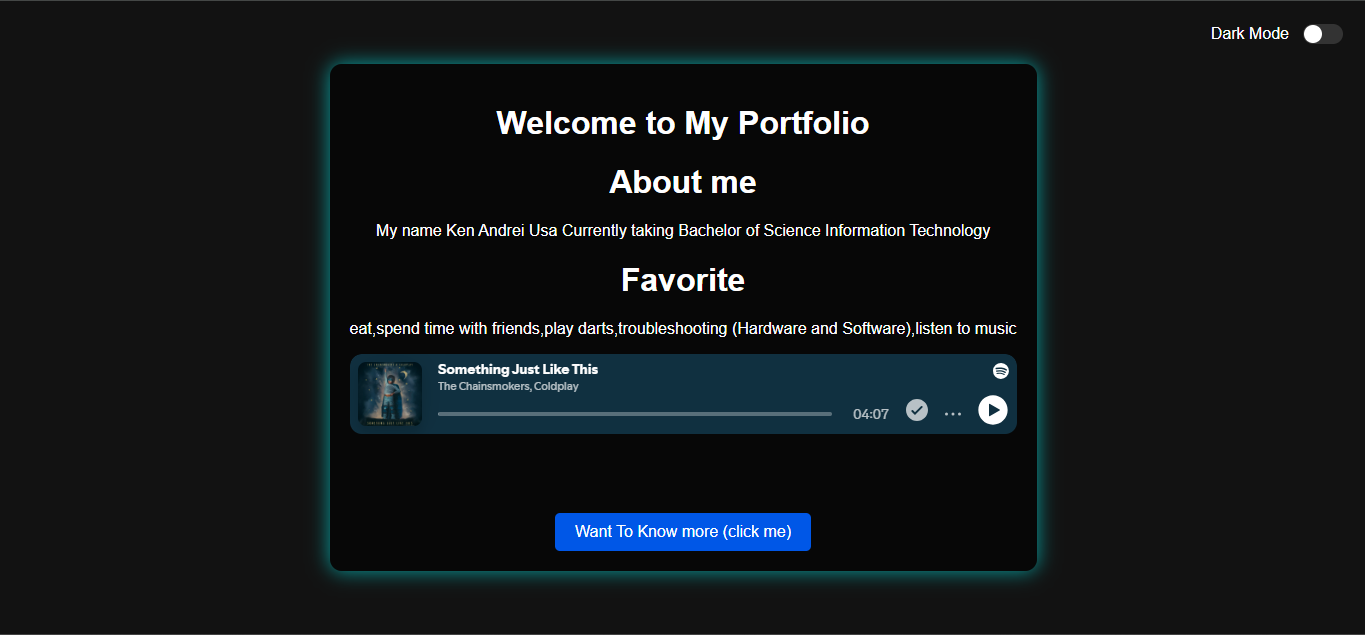 Dark Mode
Welcome to My Portfolio
About me
My name Ken Andrei Usa Currently taking Bachelor of Science Information Technology
Favorite
eat,spend time with friends,play darts,troubleshooting (Hardware and Software),listen to music
Something Just Like This
The Chainsmokers, Coldplay
04:07
Want To Know more (click me)